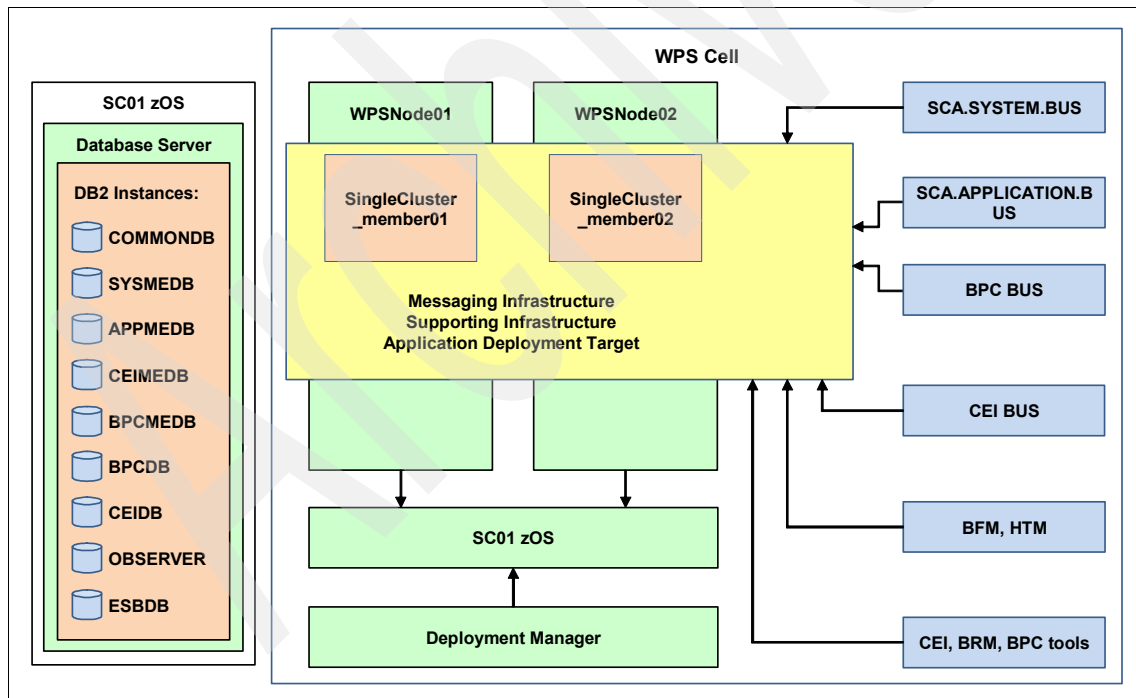 WPS Cell
SC01 zOS
Database Server
DB2 Instances:
COMMONDB
SYSMEDB
APPMEDB
CEIMEDB
BPCMEDB
BPCDB
CEIDB
OBSERVER
ESBDB
WPSNode01
WPSNode02
SingleCluster
_member01
SingleCluster
_member02
Messaging Infrastructure
Supporting Infrastructure
Application Deployment Target
SC01 zOS
Deployment Manager
SCA.SYSTEM.BUS
SCA.APPLICATION.B
US
BPC BUS
CEI BUS
BFM, HTM
CEI, BRM, BPC tools